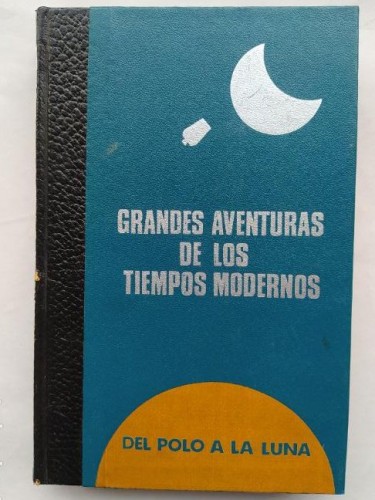 GRANDES AVENTURAS
DE LOS
TIEMPOS MODERNOS
DEL POLO A LA LUNA